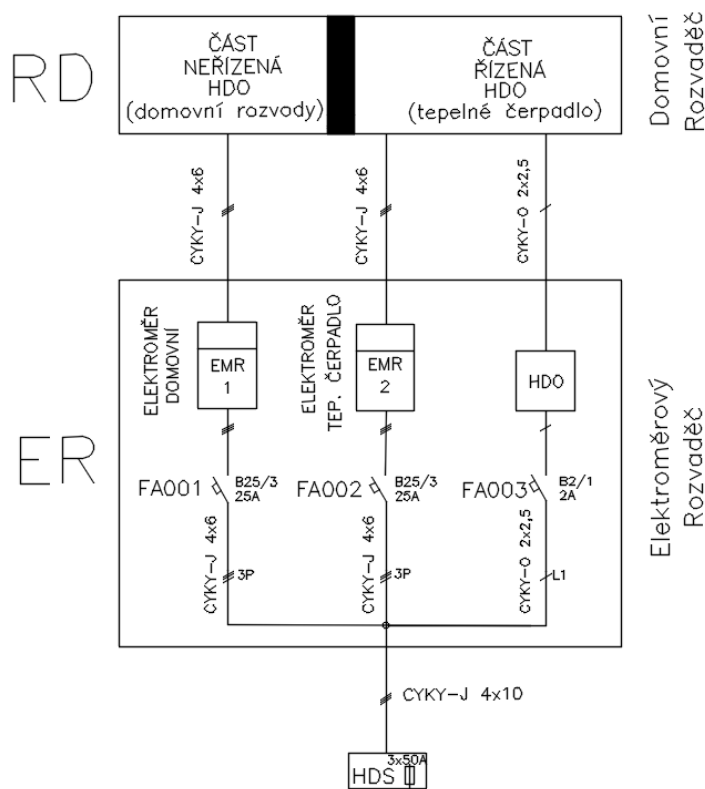 RD
ČÁST
NEŘÍZENÁ
HDO
(domovní rozvody)
ČÁST
ŘÍZENÁ
HDO
(tepelné čerpadlo)
Domovní
Rozvaděč
CYKY-J 4x6
CYKY-J 4x6
CYKY-O 2x2,5
ER
ELEKTROMĚR
DOMOVNÍ
EMR
1
ELEKTROMĚR
TEP. ČERPADLO
EMR
2
HDO
Elektroměrový
Rozvaděč
FA001
B25/3
25A
FA002
B25/3
25A
FA003
B2/1
2A
CYKY-J 4x6
3P
CYKY-J 4x6
3P
CYKY-O 2x2,5
L1
CYKY-J 4x10
3x50A
HDS